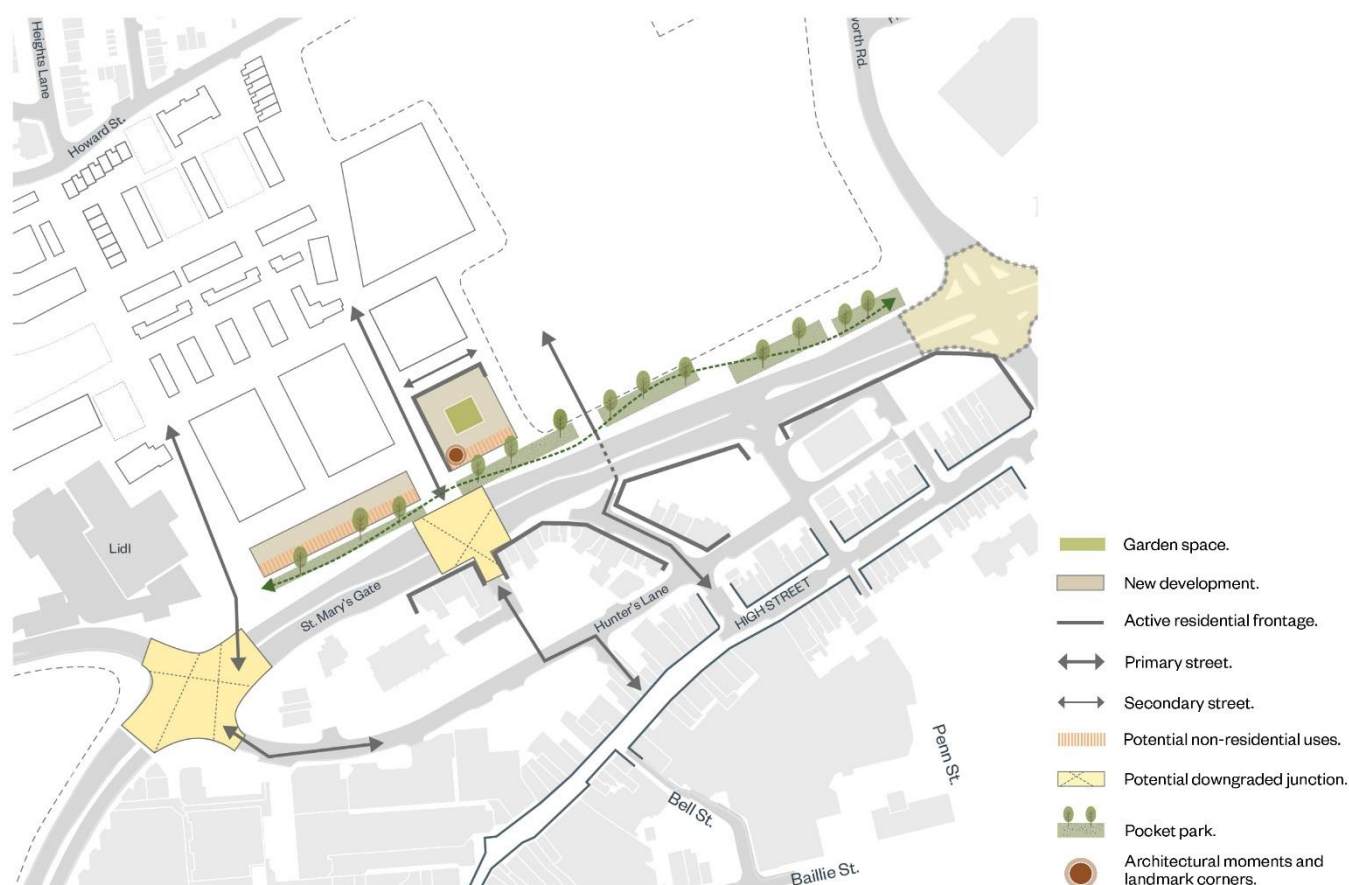 Heights Lane
Howard St.
worth Rd.
Lidl
St. Mary's Gate
Hunter's Lane
HIGH STREET
Bell St.
Penn St.
Baillie St.
Garden space.
New development.
Active residential frontage.
Primary street.
Secondary street.
Potential non-residential uses.
Potential downgraded junction.
Pocket park.
Architectural moments and
landmark corners.